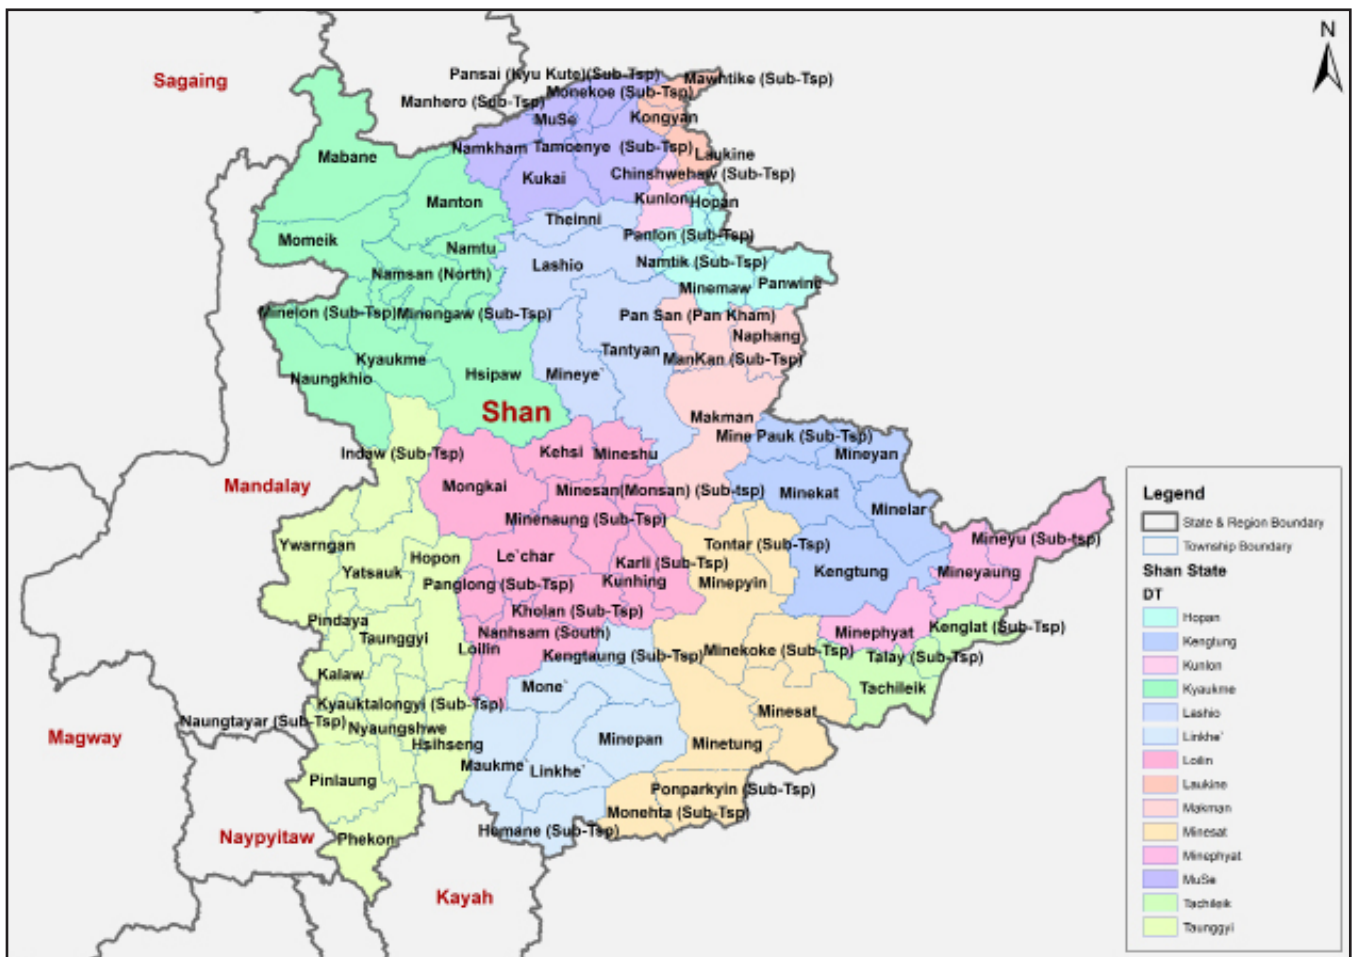 N
Sagaing
Pansai (Kyu Kute)(Sub-Tsp)
Mawhtike (Sub-Tsp)
Monekoe (Sub-Tsp)
Manhero (Sub-Tsp)
MuSe
Kongyan
Namkham
Tamoenye (Sub-Tsp)
Laukine
Mabane
Kukai
Chinshwehaw (Sub-Tsp)
Manton
Kunlon
Hopan
Theinni
Momeik
Namtu
Panlon (Sub-Tsp)
Lashio
Namtik (Sub-Tsp)
Namsan (North)
Minemaw
Panwine
Minelon (Sub-Tsp)
Minengaw (Sub-Tsp)
Pan San (Pan Kham)
Naphang
Kyaukme
Tantyan
ManKan (Sub-Tsp)
Naungkhio
Hsipaw
Mineye`
Shan
Makman
Mine Pauk (Sub-Tsp)
Indaw (Sub-Tsp)
Kehsi
Mineshu
Mineyan
Mandalay
Mongkai
Minesan(Monsan) (Sub-tsp)
Minekat
Minelar
Minenaung (Sub-Tsp)
Ywarngan
Hopon
Le`char
Tontar (Sub-Tsp)
Mineyu (Sub-tsp)
Yatsauk
Karli (Sub-Tsp)
Kengtung
Mineyaung
Panglong (Sub-Tsp)
Kunhing
Minepyin
Pindaya
Kholan (Sub-Tsp)
Taunggyi
Nanhsam (South)
Minephyat
Kenglat (Sub-Tsp)
Loilin
Kengtaung (Sub-Tsp)
Minekoke (Sub-Tsp)
Talay (Sub-Tsp)
Kalaw
Mone`
Tachileik
Kyauktalongyi (Sub-Tsp)
Minesat
Naungtayar (Sub-Tsp)
Nyaungshwe
Magway
Hsihseng
Minepan
Minetung
Maukme`
Linkhe`
Pinlaung
Ponparkyin (Sub-Tsp)
Monehta (Sub-Tsp)
Homane (Sub-Tsp)
Naypyitaw
Phekon
Kayah
Legend
State & Region Boundary
Township Boundary
Shan State
DT
Hopan
Kengtung
Kunlon
Kyaukme
Lashio
Linkhe`
Loilin
Laukine
Makman
Minesat
Minephyat
MuSe
Tachileik
Taunggyi